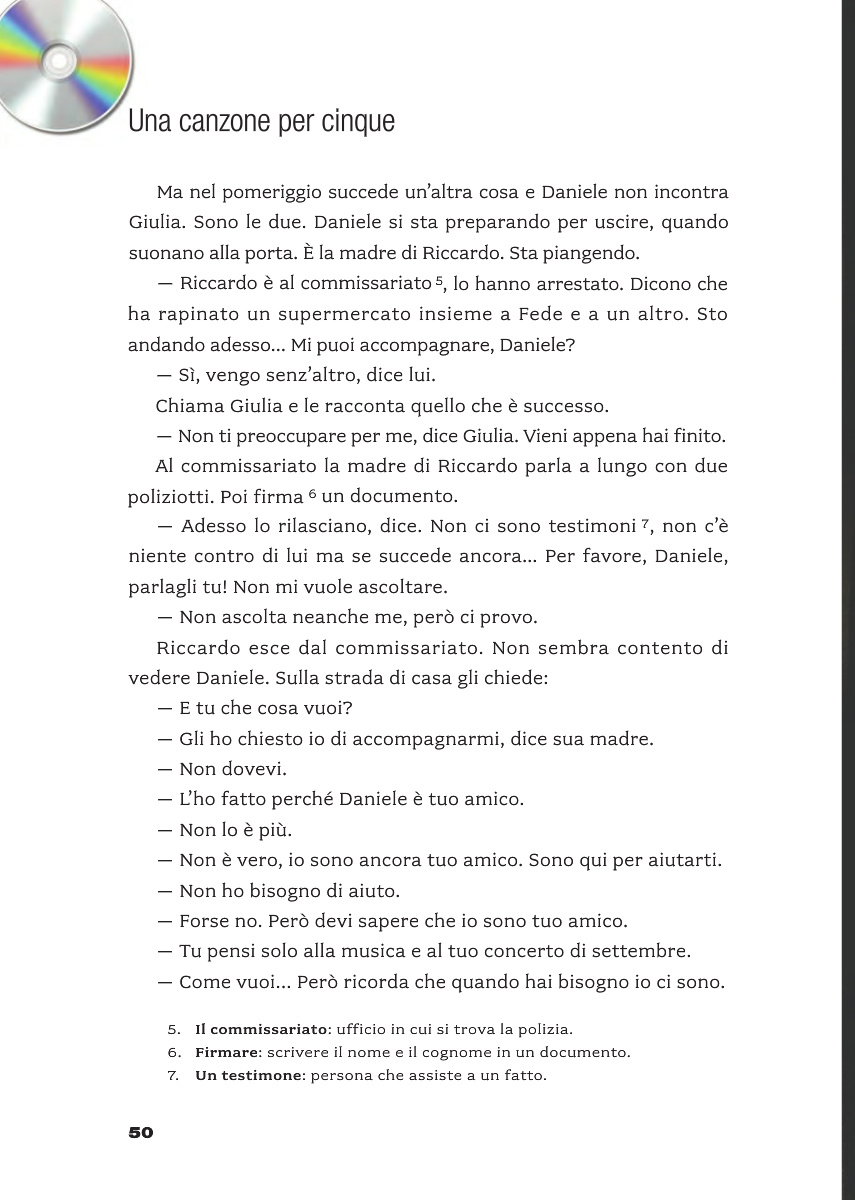 Una canzone per cinque
Ma nel pomeriggio succede un'altra cosa e Daniele non incontra
Giulia. Sono le due. Daniele si sta preparando per uscire, quando
suonano alla porta. È la madre di Riccardo. Sta piangendo.
— Riccardo è al commissariato 5, lo hanno arrestato. Dicono che
ha rapinato un supermercato insieme a Fede e a un altro. Sto
andando adesso... Mi puoi accompagnare, Daniele?
— Sì, vengo senz'altro, dice lui.
Chiama Giulia e le racconta quello che è successo.
— Non ti preoccupare per me, dice Giulia. Vieni appena hai finito.
Al commissariato la madre di Riccardo parla a lungo con due
poliziotti. Poi firma 6 un documento.
— Adesso lo rilasciano, dice. Non ci sono testimoni 7, non c'è
niente contro di lui ma se succede ancora... Per favore, Daniele,
parlagli tu! Non mi vuole ascoltare.
— Non ascolta neanche me, però ci provo.
Riccardo esce dal commissariato. Non sembra contento di
vedere Daniele. Sulla strada di casa gli chiede:
— E tu che cosa vuoi?
— Gli ho chiesto io di accompagnarmi, dice sua madre.
— Non dovevi.
— L'ho fatto perché Daniele è tuo amico.
— Non lo è più.
— Non è vero, io sono ancora tuo amico. Sono qui per aiutarti.
— Non ho bisogno di aiuto.
— Forse no. Però devi sapere che io sono tuo amico.
— Tu pensi solo alla musica e al tuo concerto di settembre.
— Come vuoi... Però ricorda che quando hai bisogno io ci sono.
5. Il commissariato: ufficio in cui si trova la polizia.
6. Firmare: scrivere il nome e il cognome in un documento.
7. Un testimone: persona che assiste a un fatto.
50